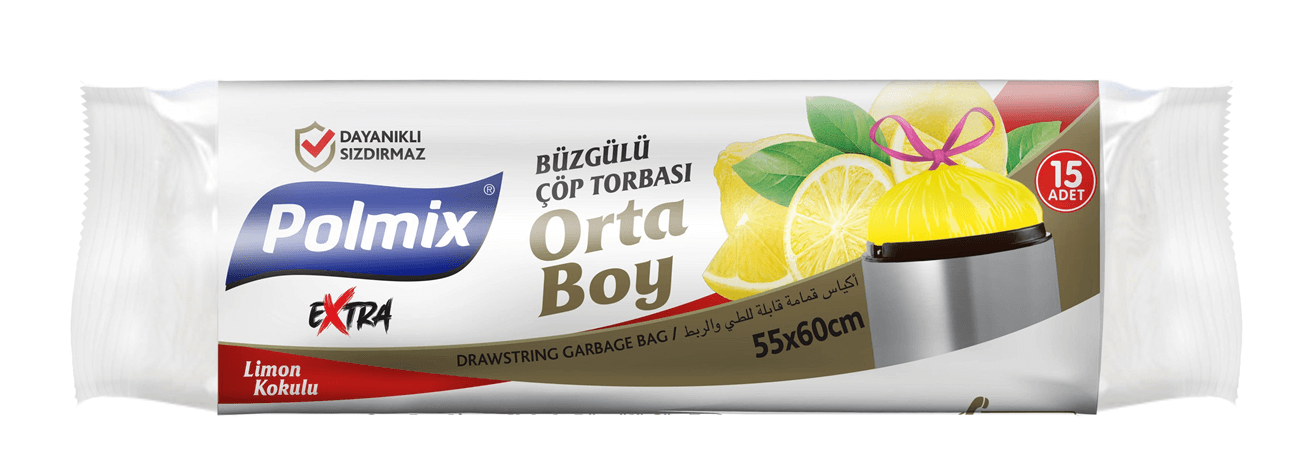 DAYANIKLI
SIZDIRMAZ
Polmix®
EXTRA
Limon
Kokulu
BÜZGÜLÜ
ÇÖP TORBASI
Orta
Boy
DRAWSTRING GARBAGE BAG / أكياس قمامة قابلة للطي والربط
55x60cm
15
ADET